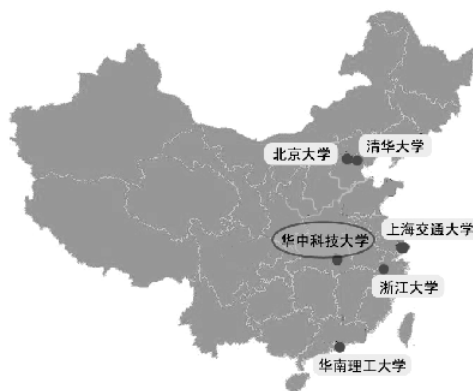 北京大学
清华大学
上海交通大学
华中科技大学
浙江大学
华南理工大学